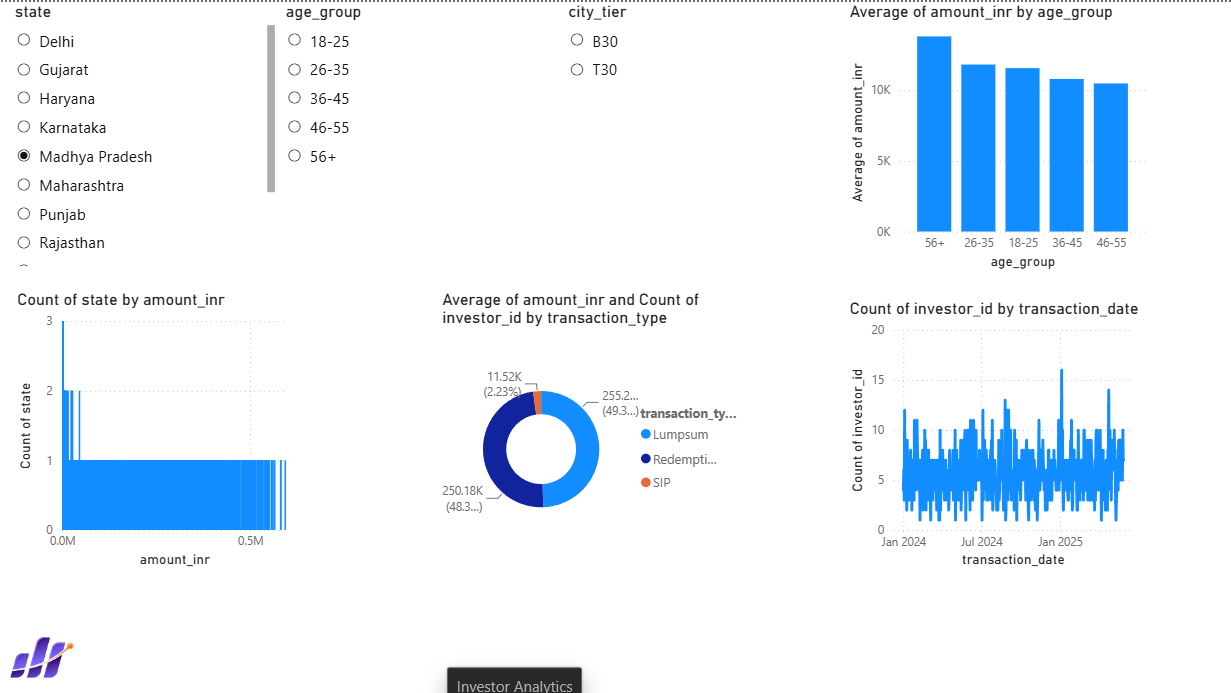 state
Delhi
Gujarat
Haryana
Karnataka
Madhya Pradesh
Maharashtra
Punjab
Rajasthan
age_group
18-25
26-35
36-45
46-55
56+
city_tier
B30
T30
Average of amount_inr by age_group
Average of amount_inr
10K
5K
0K
56+ 26-35 18-25 36-45 46-55
age_group
Count of state by amount_inr
Count of state
3
2
1
0
0.0M 0.5M
amount_inr
Average of amount_inr and Count of
investor_id by transaction_type
11.52K
(2.23%)
255.2...
(49.3...)
250.18K
(48.3...)
transaction_ty...
Lumpsum
Redempti...
SIP
Count of investor_id by transaction_date
Count of investor_id
20
15
10
5
0
Jan 2024 Jul 2024 Jan 2025
transaction_date
Investor Analytics